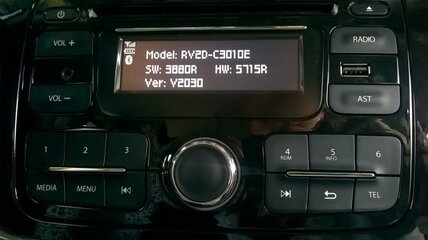 Model: RV2D-C3010E
SW: 3880R HW: 5715R
Ver: V2030
VOL +
RADIO
VOL −
AST
1 2 3
4 RDM 5 INFO 6
MEDIA MENU
TEL